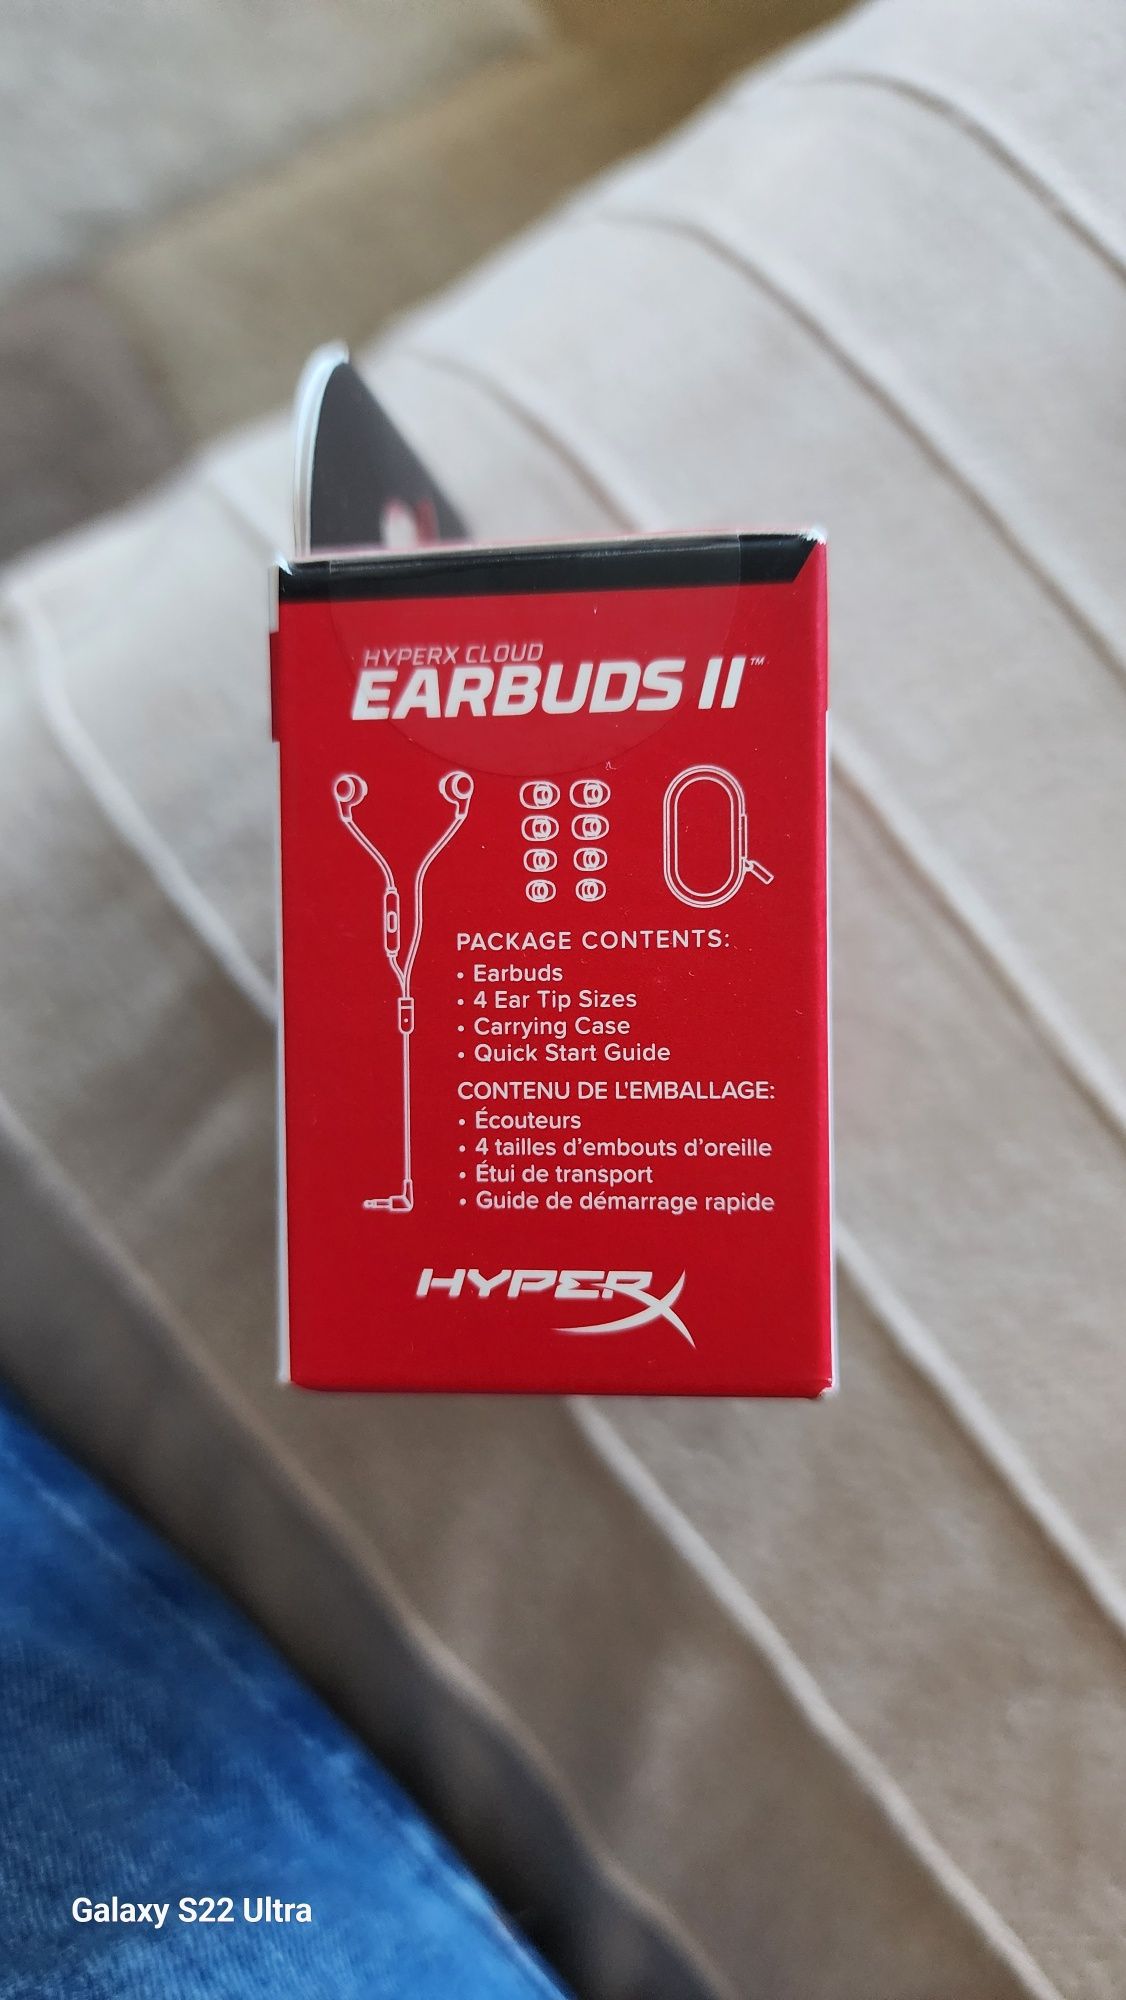 HYPERX CLOUD
EARBUDS II™
PACKAGE CONTENTS:
• Earbuds
• 4 Ear Tip Sizes
• Carrying Case
• Quick Start Guide
CONTENU DE L'EMBALLAGE:
• Écouteurs
• 4 tailles d'embouts d'oreille
• Étui de transport
• Guide de démarrage rapide
HYPERX
Galaxy S22 Ultra